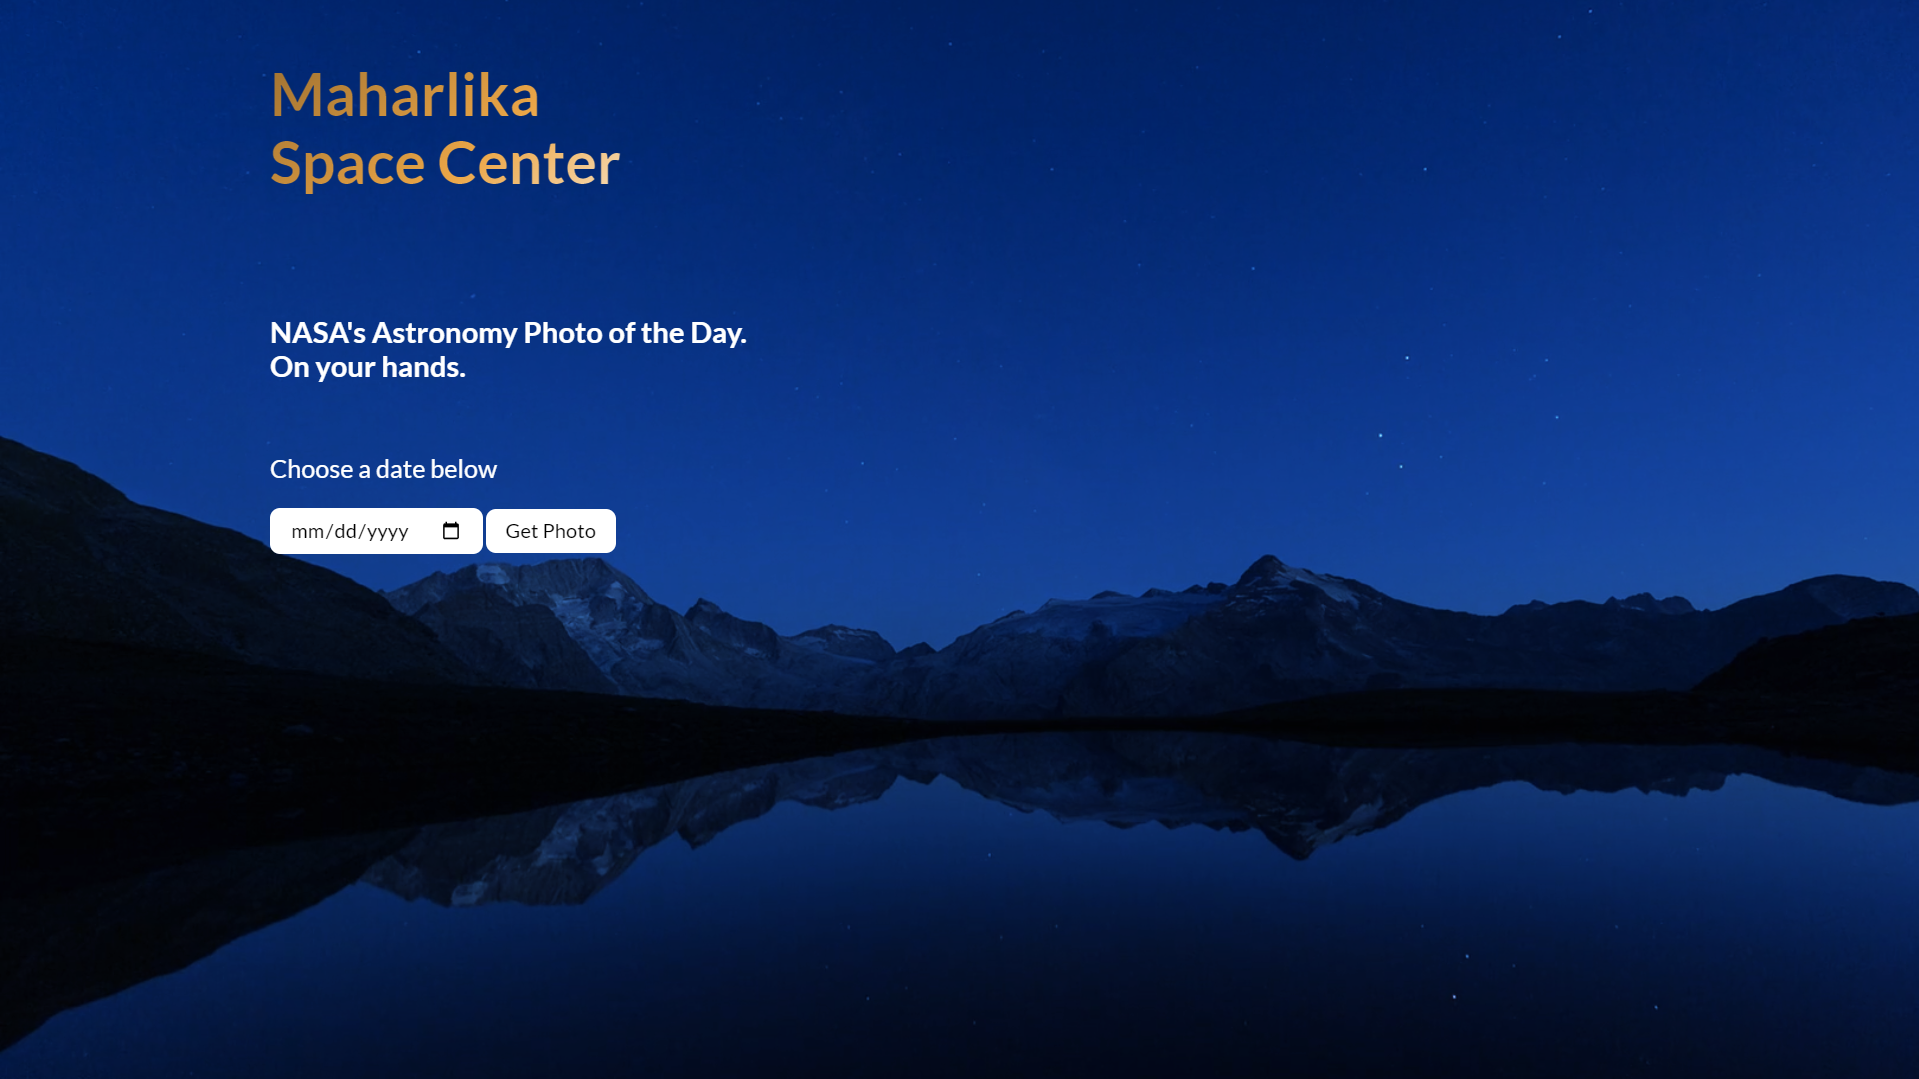 Maharlika
Space Center
NASA's Astronomy Photo of the Day.
On your hands.
Choose a date below
mm/dd/yyyy
Get Photo